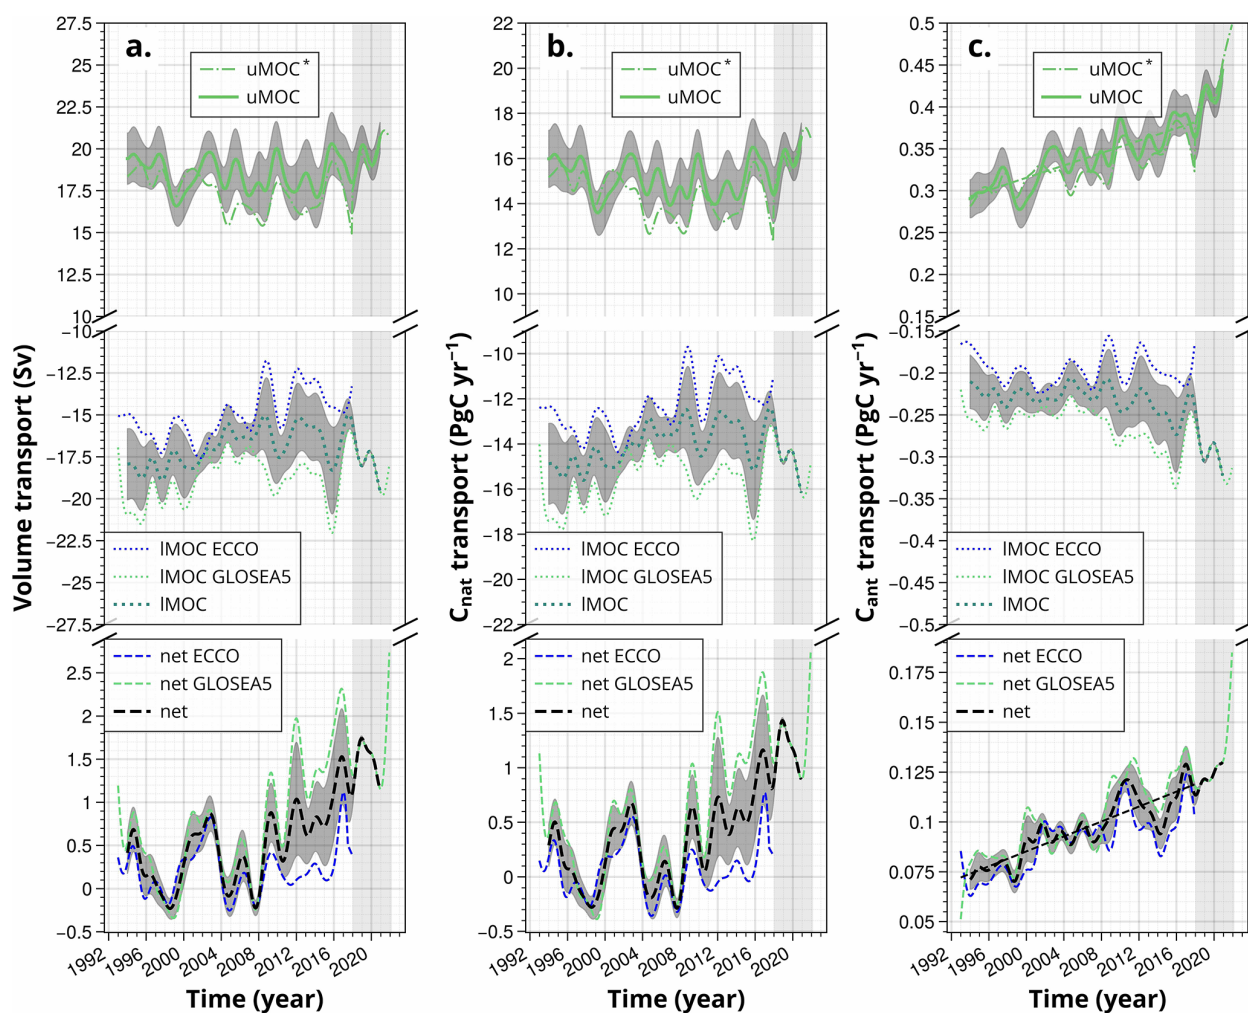 a.
uMOC*
uMOC
27.5
25
22.5
20
17.5
15
12.5
10
−10
−12.5
−15
−17.5
−20
−22.5
−25
−27.5
lMOC ECCO
lMOC GLOSEA5
lMOC
2.5
2
1.5
1
0.5
0
−0.5
net ECCO
net GLOSEA5
net
Volume transport (Sv)
1992
1996
2000
2004
2008
2012
2016
2020
Time (year)
b.
uMOC*
uMOC
22
20
18
16
14
12
10
−10
−12
−14
−16
−18
−20
−22
lMOC ECCO
lMOC GLOSEA5
lMOC
2
1.5
1
0.5
0
−0.5
net ECCO
net GLOSEA5
net
Cnat transport (PgC yr−1)
1992
1996
2000
2004
2008
2012
2016
2020
Time (year)
c.
uMOC*
uMOC
0.5
0.45
0.4
0.35
0.3
0.25
0.2
0.15
−0.15
−0.2
−0.25
−0.3
−0.35
−0.4
−0.45
−0.5
lMOC ECCO
lMOC GLOSEA5
lMOC
0.175
0.15
0.125
0.1
0.075
0.05
net ECCO
net GLOSEA5
net
Cant transport (PgC yr−1)
1992
1996
2000
2004
2008
2012
2016
2020
Time (year)